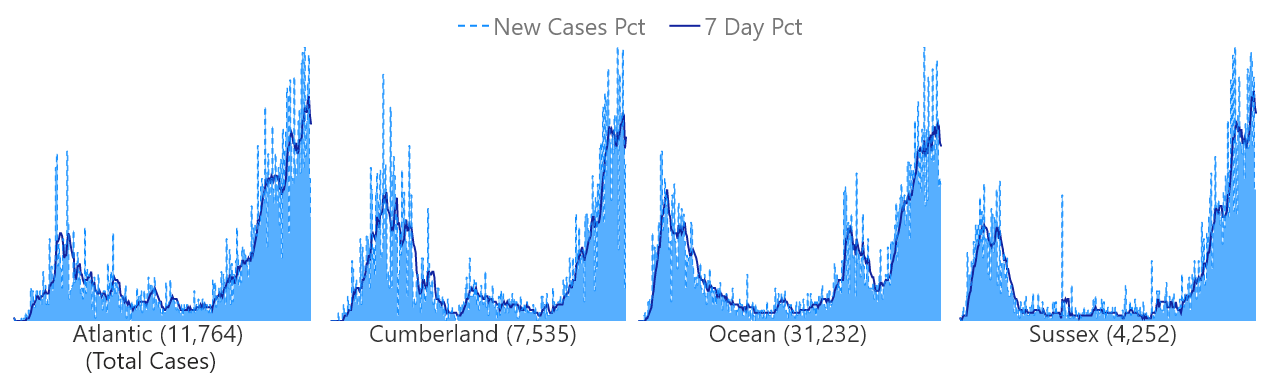 New Cases Pct 7 Day Pct
Atlantic (11,764) Cumberland (7,535) Ocean (31,232) Sussex (4,252)
(Total Cases)